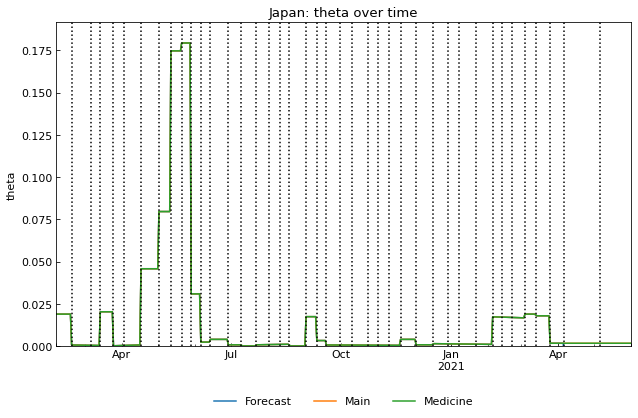 Japan: theta over time
theta
0.175
0.150
0.125
0.100
0.075
0.050
0.025
0.000
Apr Jul Oct Jan Apr
2021
Forecast Main Medicine